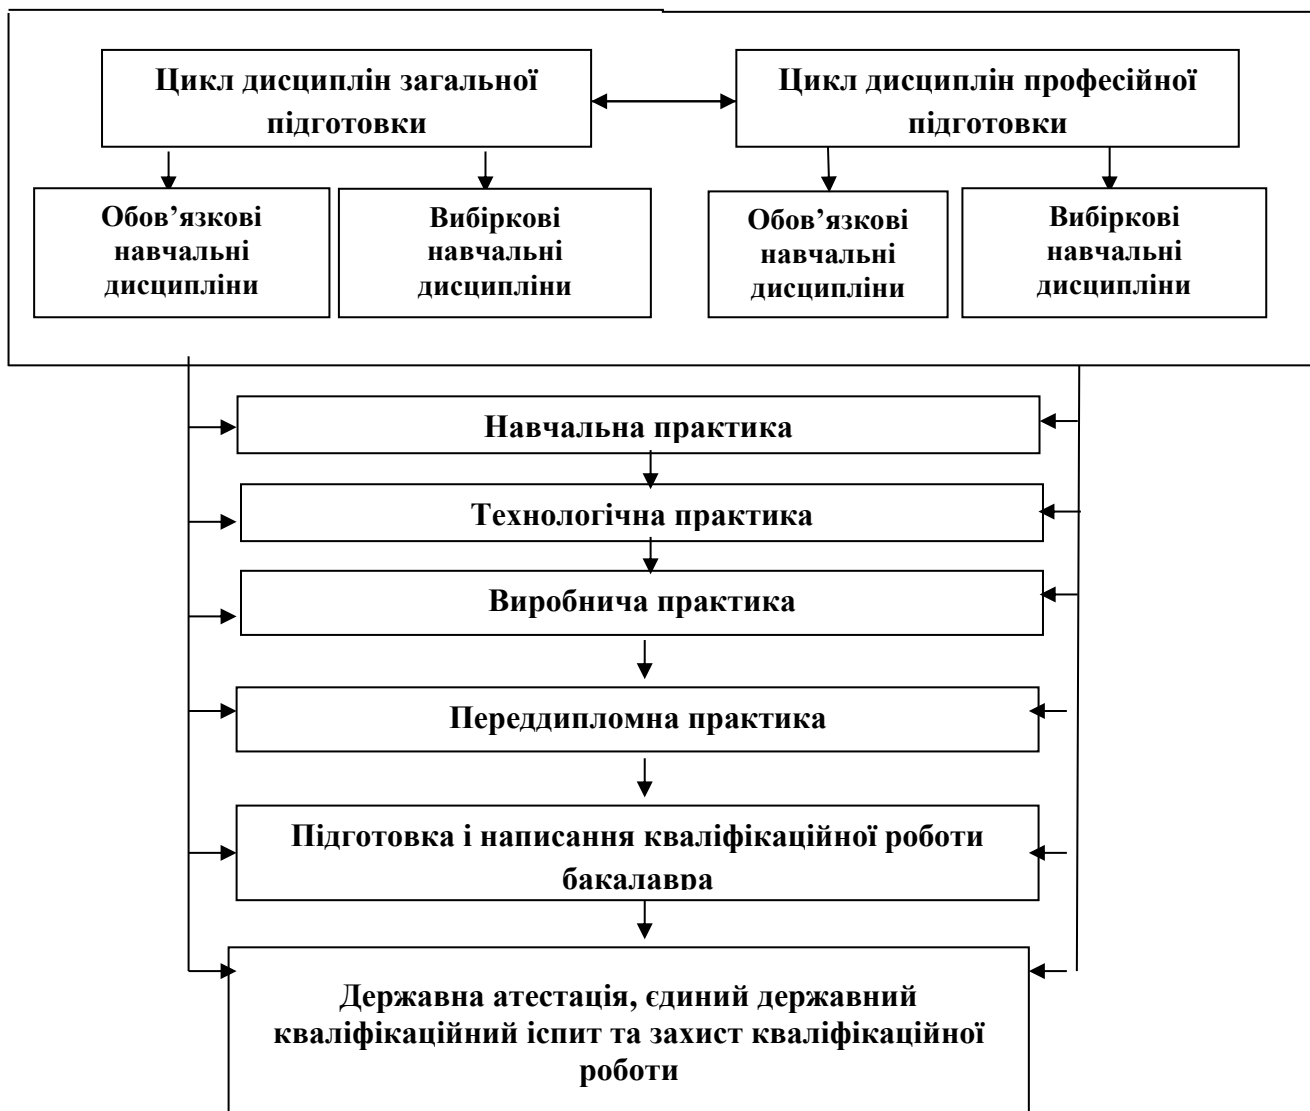 Цикл дисциплін загальної
підготовки
Цикл дисциплін професійної
підготовки
Обов’язкові
навчальні
дисципліни
Вибіркові
навчальні
дисципліни
Обов’язкові
навчальні
дисципліни
Вибіркові
навчальні
дисципліни
Навчальна практика
Технологічна практика
Виробнича практика
Переддипломна практика
Підготовка і написання кваліфікаційної роботи
бакалавра
Державна атестація, єдиний державний
кваліфікаційний іспит та захист кваліфікаційної
роботи